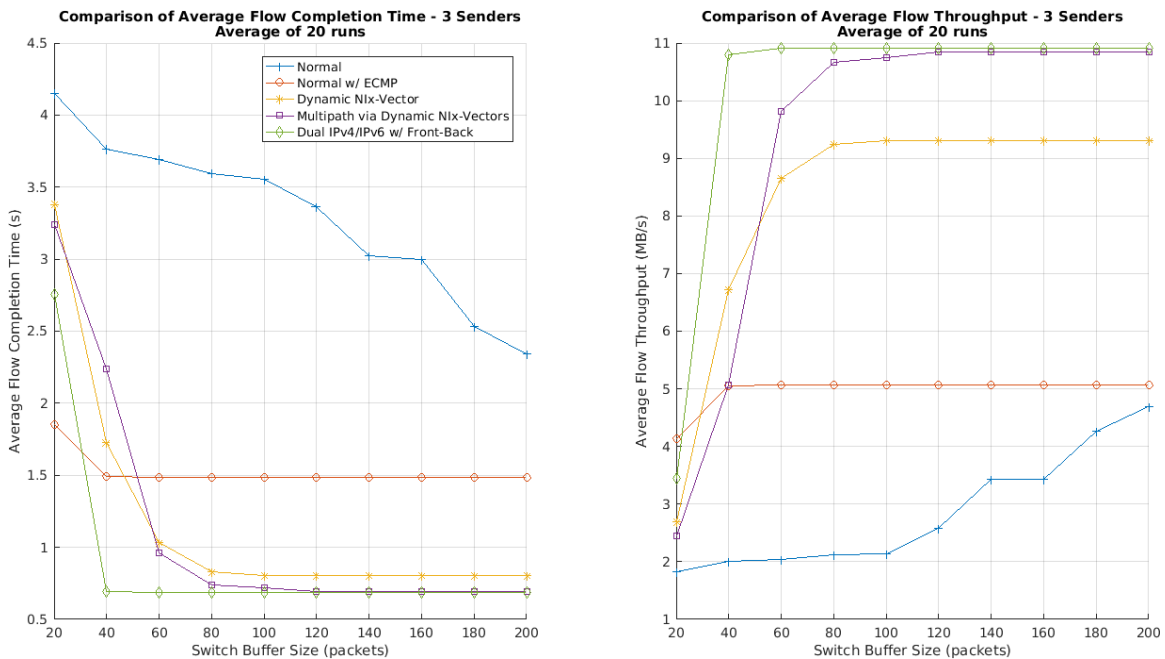 Comparison of Average Flow Completion Time - 3 Senders
Average of 20 runs
4.5
4
3.5
3
2.5
2
1.5
1
0.5
Average Flow Completion Time (s)
Normal
Normal w/ ECMP
Dynamic NIx-Vector
Multipath via Dynamic NIx-Vectors
Dual IPv4/IPv6 w/ Front-Back
20 40 60 80 100 120 140 160 180 200
Switch Buffer Size (packets)
Comparison of Average Flow Throughput - 3 Senders
Average of 20 runs
11
10
9
8
7
6
5
4
3
2
1
Average Flow Throughput (MB/s)
20 40 60 80 100 120 140 160 180 200
Switch Buffer Size (packets)